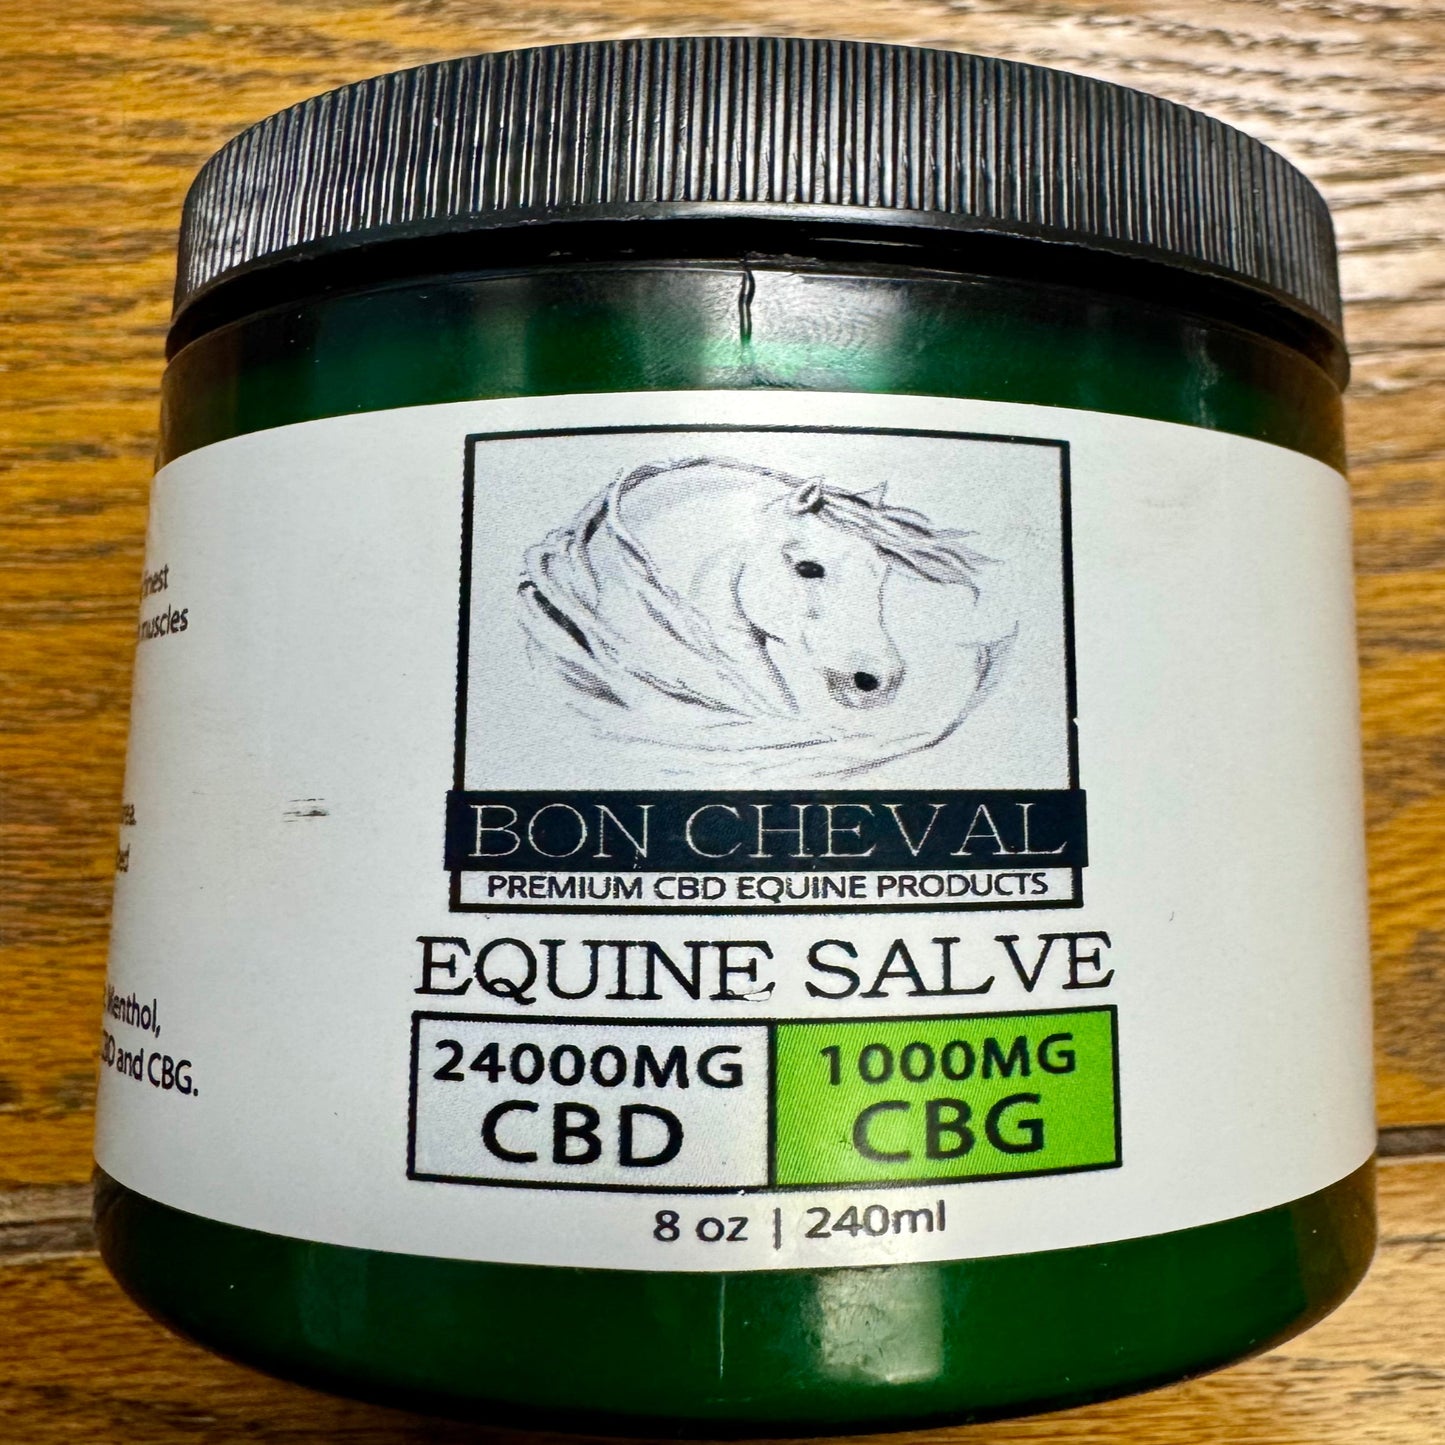 muscles
Menthol,
and CBG.
BON CHEVAL
PREMIUM CBD EQUINE PRODUCTS
EQUINE SALVE
24000MG
CBD
1000MG
CBG
8 oz | 240ml